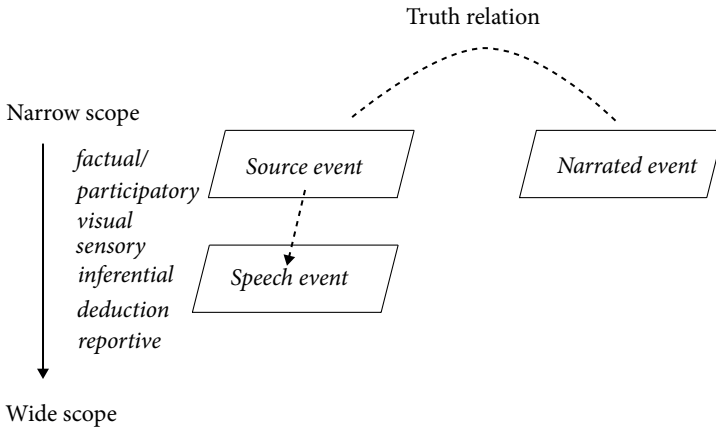 Truth relation
Narrow scope
factual/
participatory
visual
sensory
inferential
deduction
reportive
Source event
Narrated event
Speech event
Wide scope